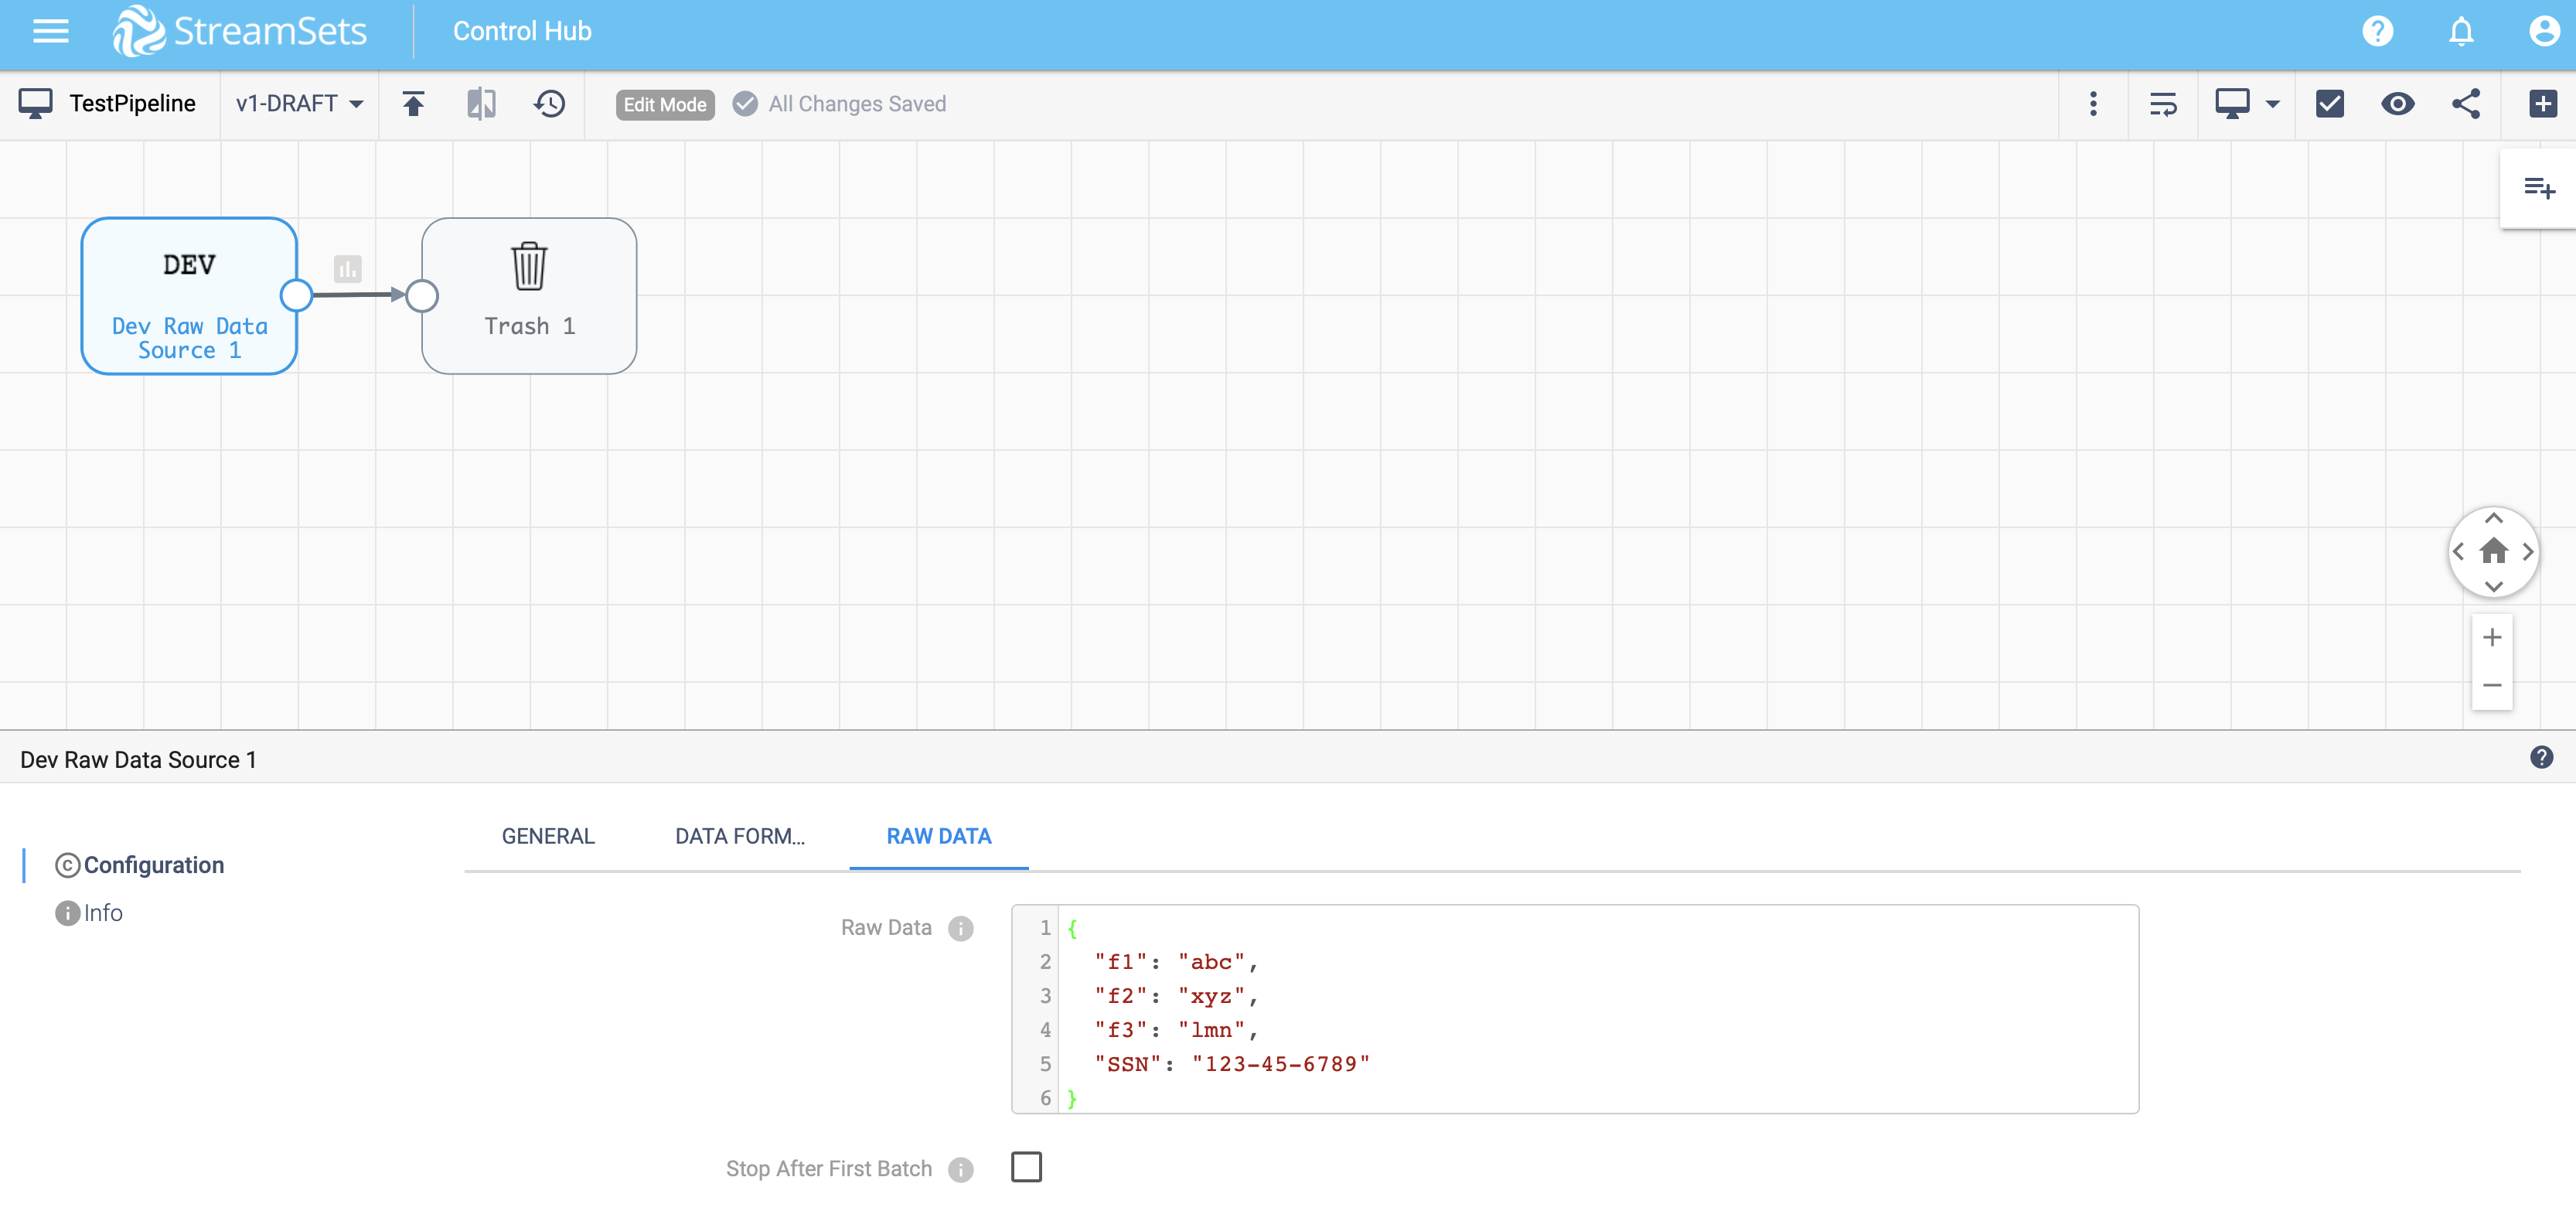 StreamSets Control Hub
TestPipeline v1-DRAFT Edit Mode All Changes Saved
DEV
Dev Raw Data
Source 1
Trash 1
Dev Raw Data Source 1
GENERAL DATA FORM... RAW DATA
Configuration
Info
Raw Data
1 {
2 "f1": "abc",
3 "f2": "xyz",
4 "f3": "lmn",
5 "SSN": "123-45-6789"
6 }
Stop After First Batch